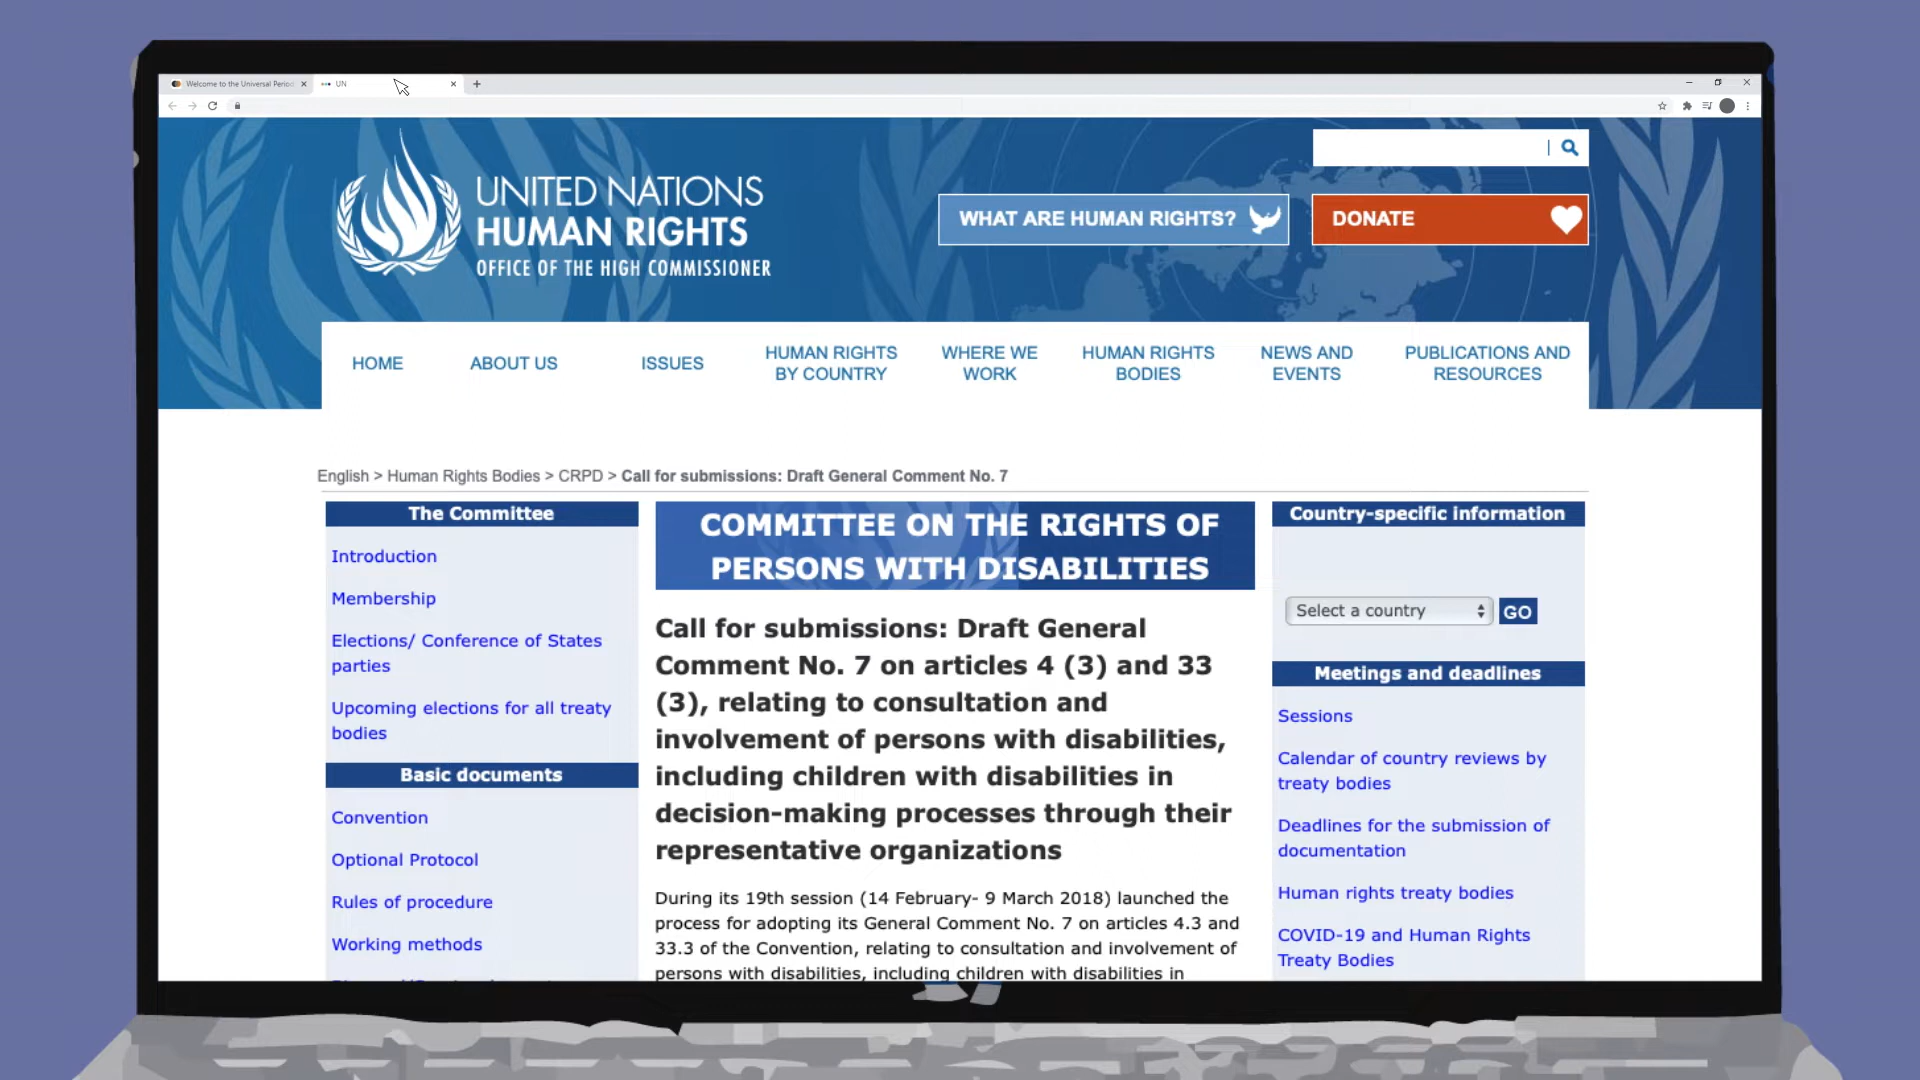 Welcome to the Universal Period
UN
UNITED NATIONS
HUMAN RIGHTS
OFFICE OF THE HIGH COMMISSIONER
WHAT ARE HUMAN RIGHTS?
DONATE
HOME
ABOUT US
ISSUES
HUMAN RIGHTS
BY COUNTRY
WHERE WE
WORK
HUMAN RIGHTS
BODIES
NEWS AND
EVENTS
PUBLICATIONS AND
RESOURCES
English > Human Rights Bodies > CRPD > Call for submissions: Draft General Comment No. 7
The Committee
Introduction
Membership
Elections/ Conference of States
parties
Upcoming elections for all treaty
bodies
Basic documents
Convention
Optional Protocol
Rules of procedure
Working methods
COMMITTEE ON THE RIGHTS OF
PERSONS WITH DISABILITIES
Call for submissions: Draft General
Comment No. 7 on articles 4 (3) and 33
(3), relating to consultation and
involvement of persons with disabilities,
including children with disabilities in
decision-making processes through their
representative organizations
During its 19th session (14 February- 9 March 2018) launched the
process for adopting its General Comment No. 7 on articles 4.3 and
33.3 of the Convention, relating to consultation and involvement of
persons with disabilities, including children with disabilities in
Country-specific information
Select a country
GO
Meetings and deadlines
Sessions
Calendar of country reviews by
treaty bodies
Deadlines for the submission of
documentation
Human rights treaty bodies
COVID-19 and Human Rights
Treaty Bodies